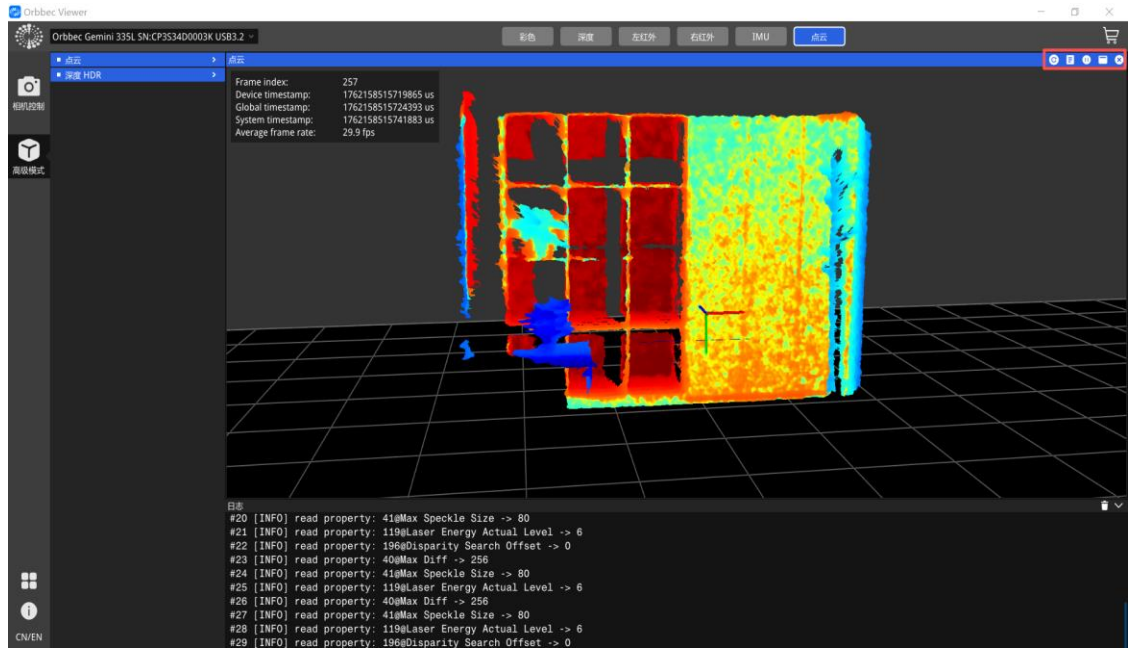 Orbbec Viewer
Orbbec Gemini 335L SN:CP3S34D0003K USB3.2
彩色 深度 左红外 右红外 IMU 点云
点云
深度 HDR
相机控制
高级模式
CN/EN
点云
Frame index: 257
Device timestamp: 1762158515719865 us
Global timestamp: 1762158515724393 us
System timestamp: 1762158515741883 us
Average frame rate: 29.9 fps
日志
#20 [INFO] read property: 41@Max Speckle Size -> 80
#21 [INFO] read property: 119@Laser Energy Actual Level -> 6
#22 [INFO] read property: 196@Disparity Search Offset -> 0
#23 [INFO] read property: 40@Max Diff -> 256
#24 [INFO] read property: 41@Max Speckle Size -> 80
#25 [INFO] read property: 119@Laser Energy Actual Level -> 6
#26 [INFO] read property: 40@Max Diff -> 256
#27 [INFO] read property: 41@Max Speckle Size -> 80
#28 [INFO] read property: 119@Laser Energy Actual Level -> 6
#29 [INFO] read property: 196@Disparity Search Offset -> 0